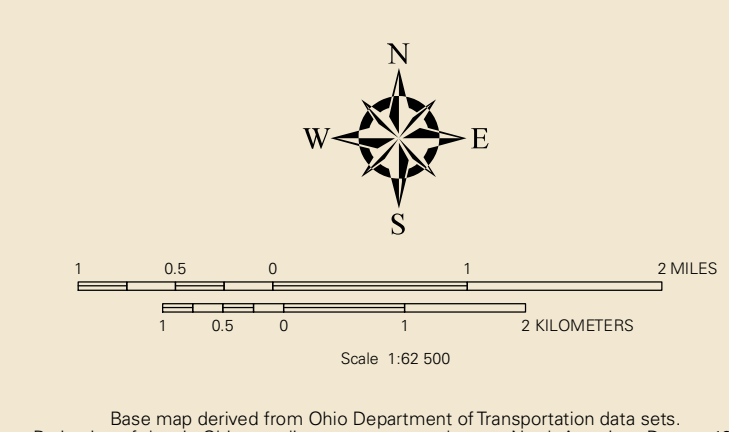 N
W E
S
1 0.5 0 1 2 MILES
1 0.5 0 1 2 KILOMETERS
Scale 1:62 500
Base map derived from Ohio Department of Transportation data sets.